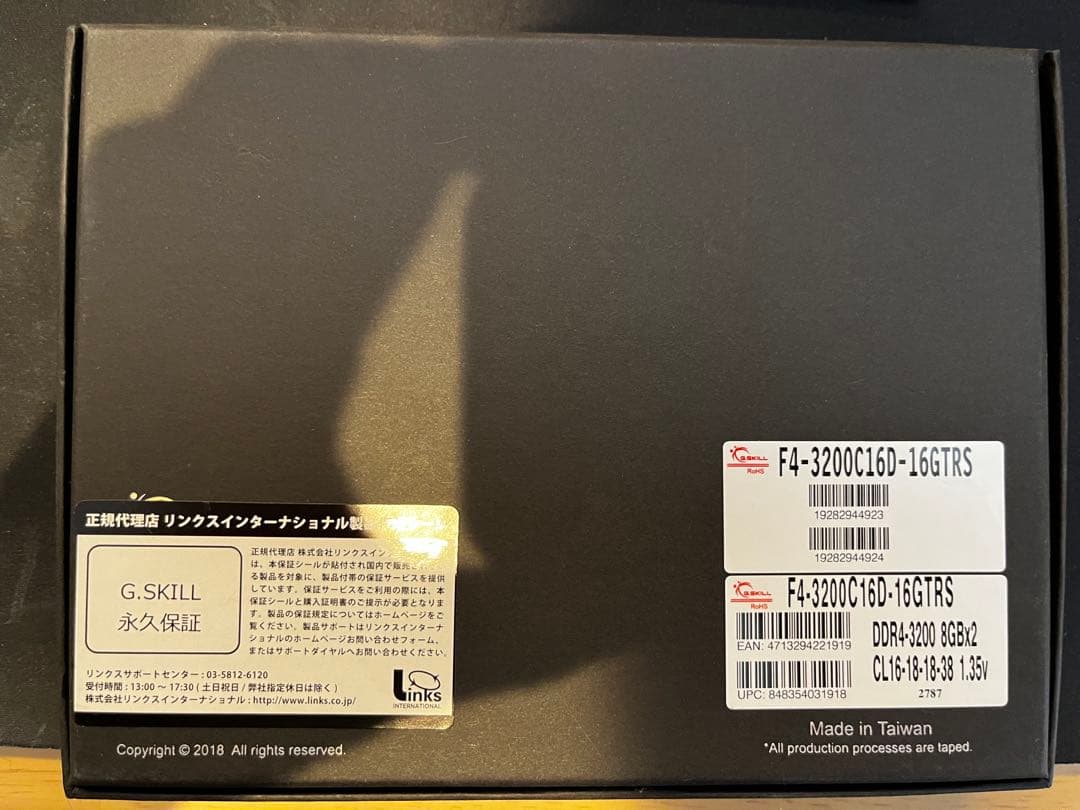 正規代理店 リンクスインターナショナル製
G.SKILL
永久保証
正規代理店 株式会社リンクスイン
は、本保証シールが貼付され国内で販売
る製品を対象に、製品付帯の保証サービスを提供
しています。保証サービスをご利用の際には、本
保証シールと購入証明書のご提示が必要となりま
す。製品の保証規定についてはホームページをご
覧ください。製品サポートはリンクスインターナ
ショナルのホームページお問い合わせフォーム、
またはサポートダイヤルへお問い合わせください。
リンクスサポートセンター : 03-5812-6120
受付時間 : 13:00 ~ 17:30 ( 土日祝日 / 弊社指定休日は除く )
株式会社リンクスインターナショナル : http://www.links.co.jp/
Links
INTERNATIONAL
Copyright © 2018 All rights reserved.
G.SKILL
RoHS
F4-3200C16D-16GTRS
19282944923
19282944924
G.SKILL
RoHS
F4-3200C16D-16GTRS
EAN: 4713294221919
DDR4-3200 8GBx2
CL16-18-18-38 1.35v
UPC: 848354031918
2787
Made in Taiwan
*All production processes are taped.